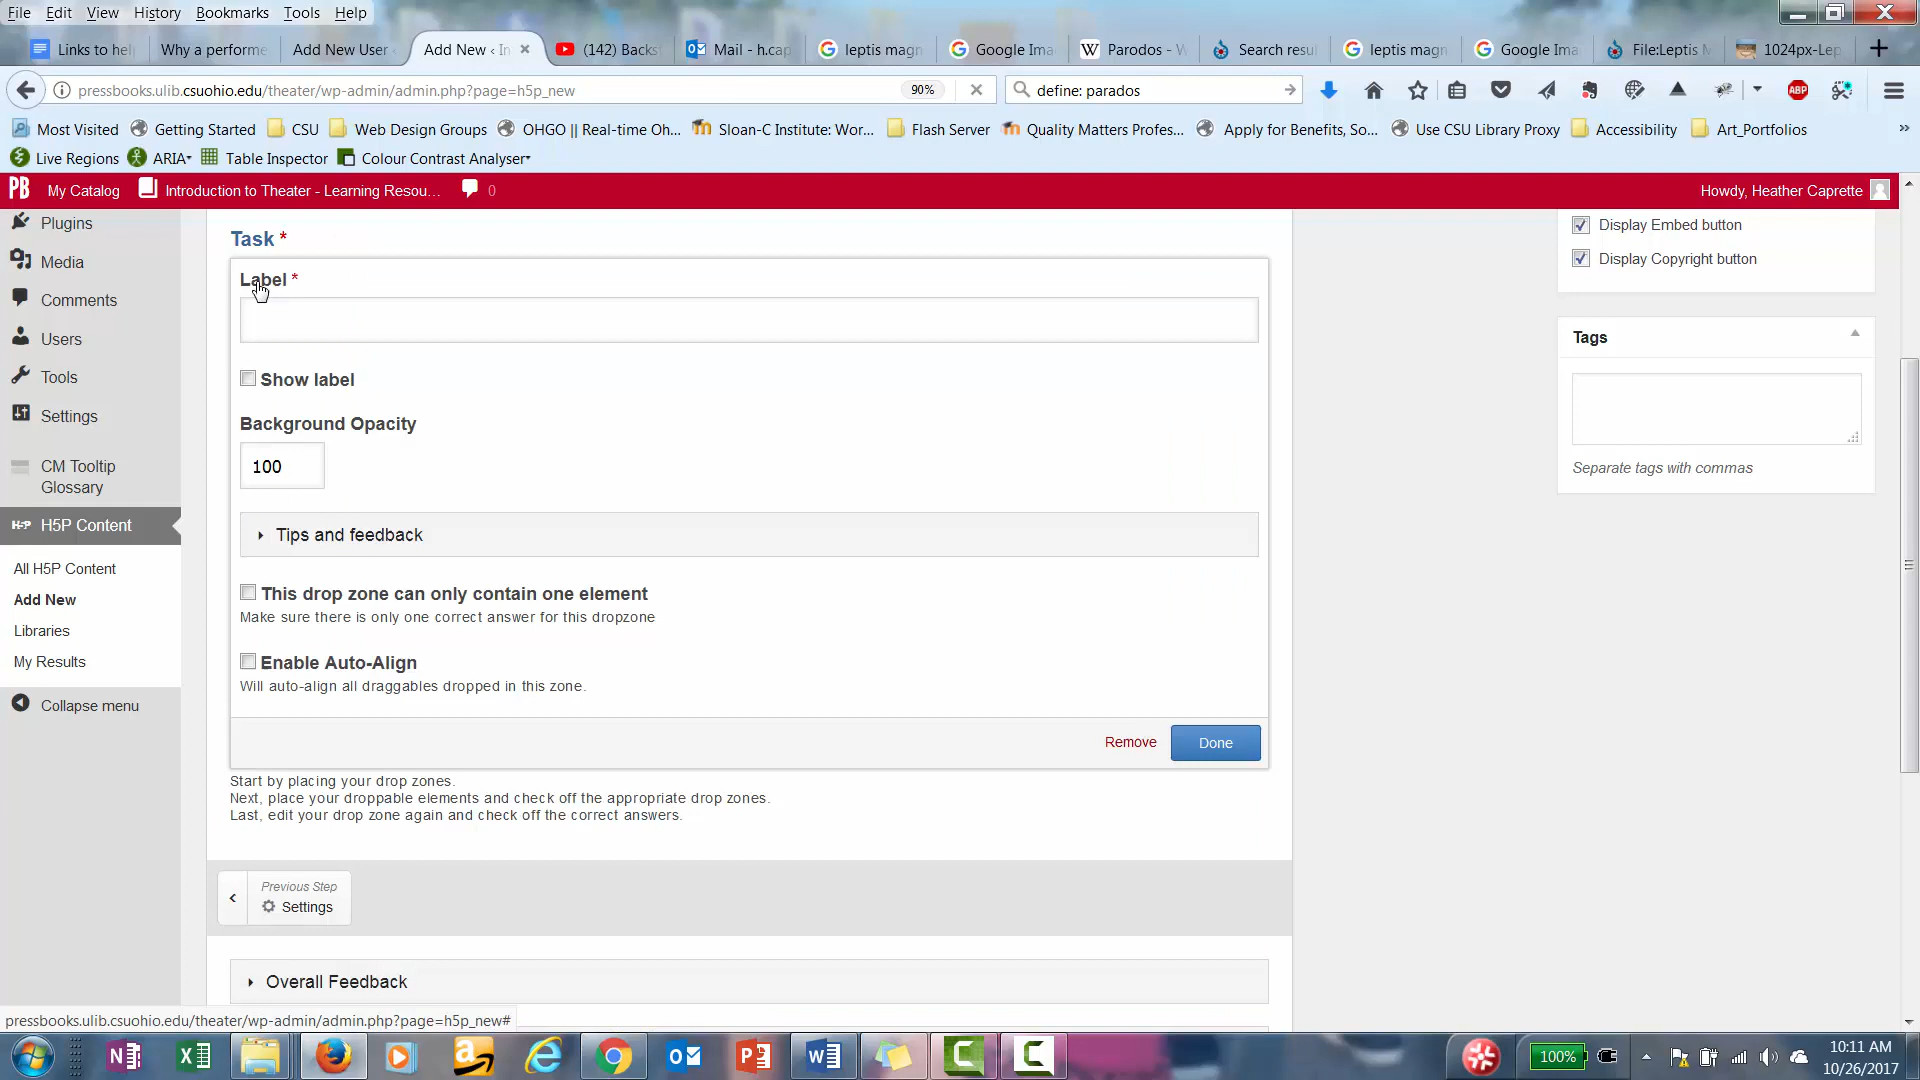 File Edit View History Bookmarks Tools Help
Links to hel Why a performe Add New User Add New ‹ In (142) Backs Mail - h.cap leptis magn Google Ima Parodos - W Search resu leptis magn Google Ima File:Leptis M 1024px-Lep
pressbooks.ulib.csuohio.edu/theater/wp-admin/admin.php?page=h5p_new 90% define: parados ABP
Most Visited Getting Started CSU Web Design Groups OHGO || Real-time Oh... Sloan-C Institute: Wor... Flash Server Quality Matters Profes... Apply for Benefits, So... Use CSU Library Proxy Accessibility Art_Portfolios »
Live Regions ARIA Table Inspector Colour Contrast Analyser
PB My Catalog Introduction to Theater - Learning Resou... 0 Howdy, Heather Caprette
Plugins
Media
Comments
Users
Tools
Settings
CM Tooltip
Glossary
H5P H5P Content
All H5P Content
Add New
Libraries
My Results
Collapse menu
Task *
Label *
Show label
Background Opacity
100
Tips and feedback
This drop zone can only contain one element
Make sure there is only one correct answer for this dropzone
Enable Auto-Align
Will auto-align all draggables dropped in this zone.
Remove Done
Start by placing your drop zones.
Next, place your droppable elements and check off the appropriate drop zones.
Last, edit your drop zone again and check off the correct answers.
Previous Step
Settings
Overall Feedback
Display Embed button
Display Copyright button
Tags
Separate tags with commas
pressbooks.ulib.csuohio.edu/theater/wp-admin/admin.php?page=h5p_new#
100% 10:11 AM
10/26/2017